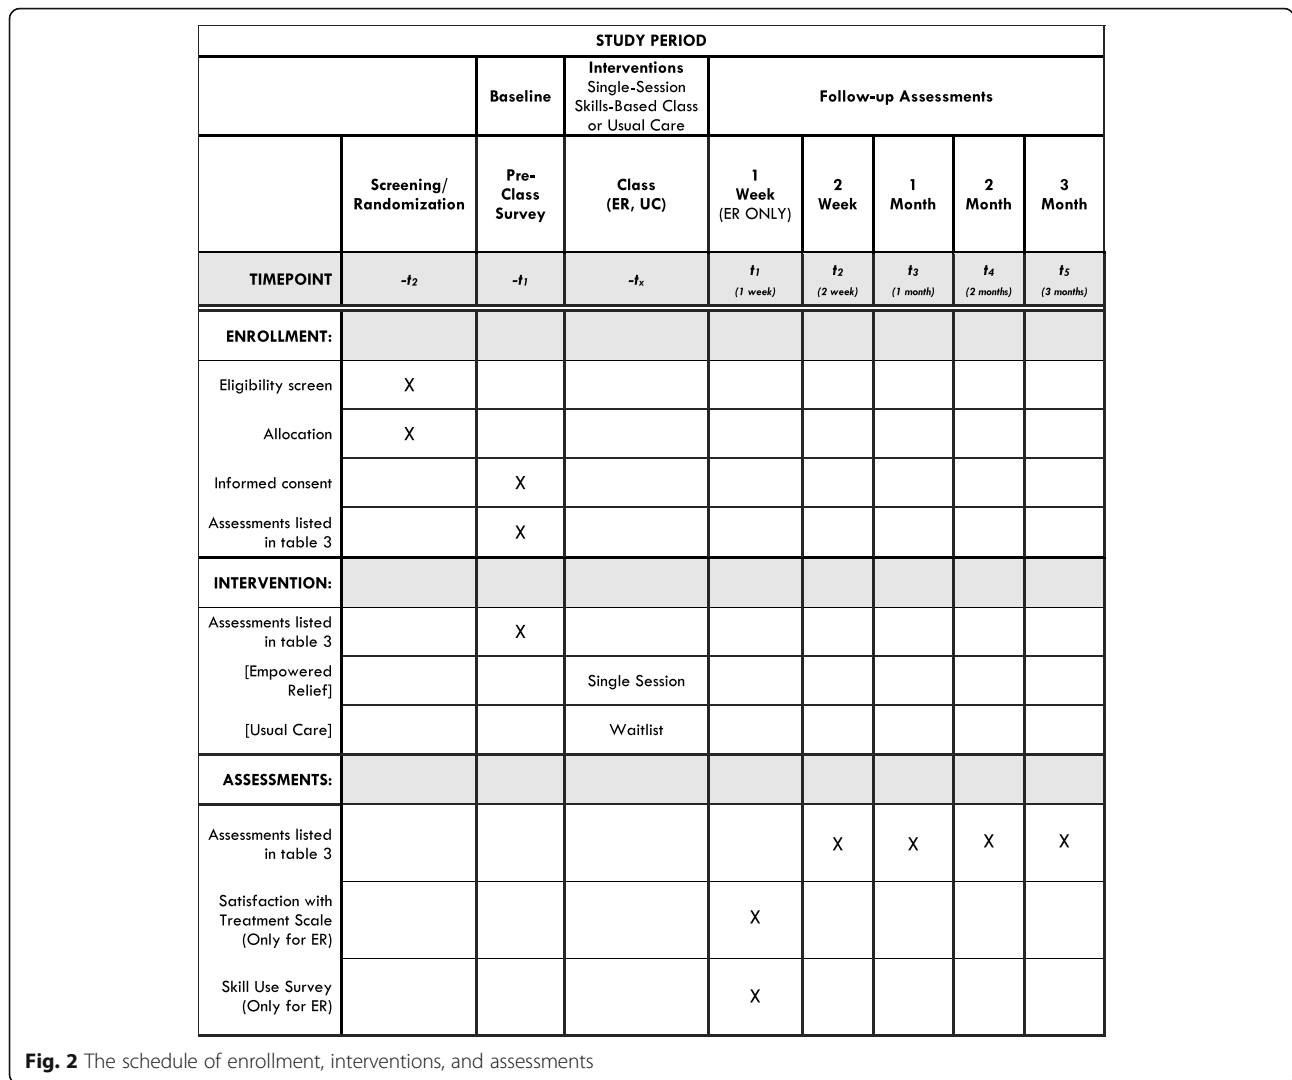 STUDY PERIOD
Baseline
Interventions
Single-Session
Skills-Based Class
or Usual Care
Follow-up Assessments
Screening/
Randomization
Pre-
Class
Survey
Class
(ER, UC)
1
Week
(ER ONLY)
2
Week
1
Month
2
Month
3
Month
TIMEPOINT -t2 -t1 -tx t1 t2 t3 t4 t5
(1 week) (2 week) (1 month) (2 months) (3 months)
ENROLLMENT:
Eligibility screen X
Allocation X
Informed consent X
Assessments listed
in table 3 X
INTERVENTION:
Assessments listed
in table 3 X
[Empowered
Relief] Single Session
[Usual Care] Waitlist
ASSESSMENTS:
Assessments listed
in table 3 X X X X
Satisfaction with
Treatment Scale X
(Only for ER)
Skill Use Survey
(Only for ER) X
Fig. 2 The schedule of enrollment, interventions, and assessments